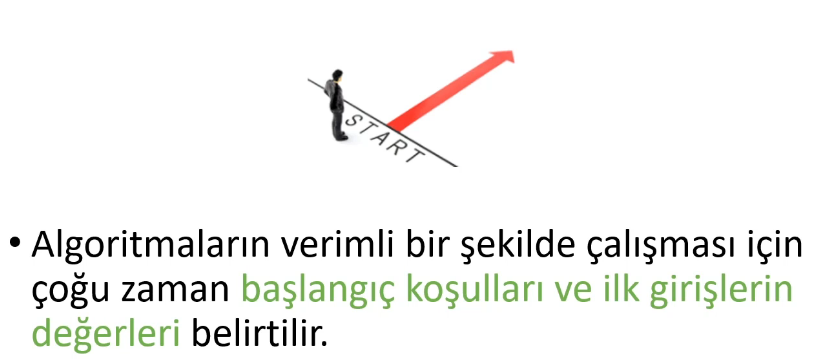 START
• Algoritmaların verimli bir şekilde çalışması için
çoğu zaman başlangıç koşulları ve ilk girişlerin
değerleri belirtilir.